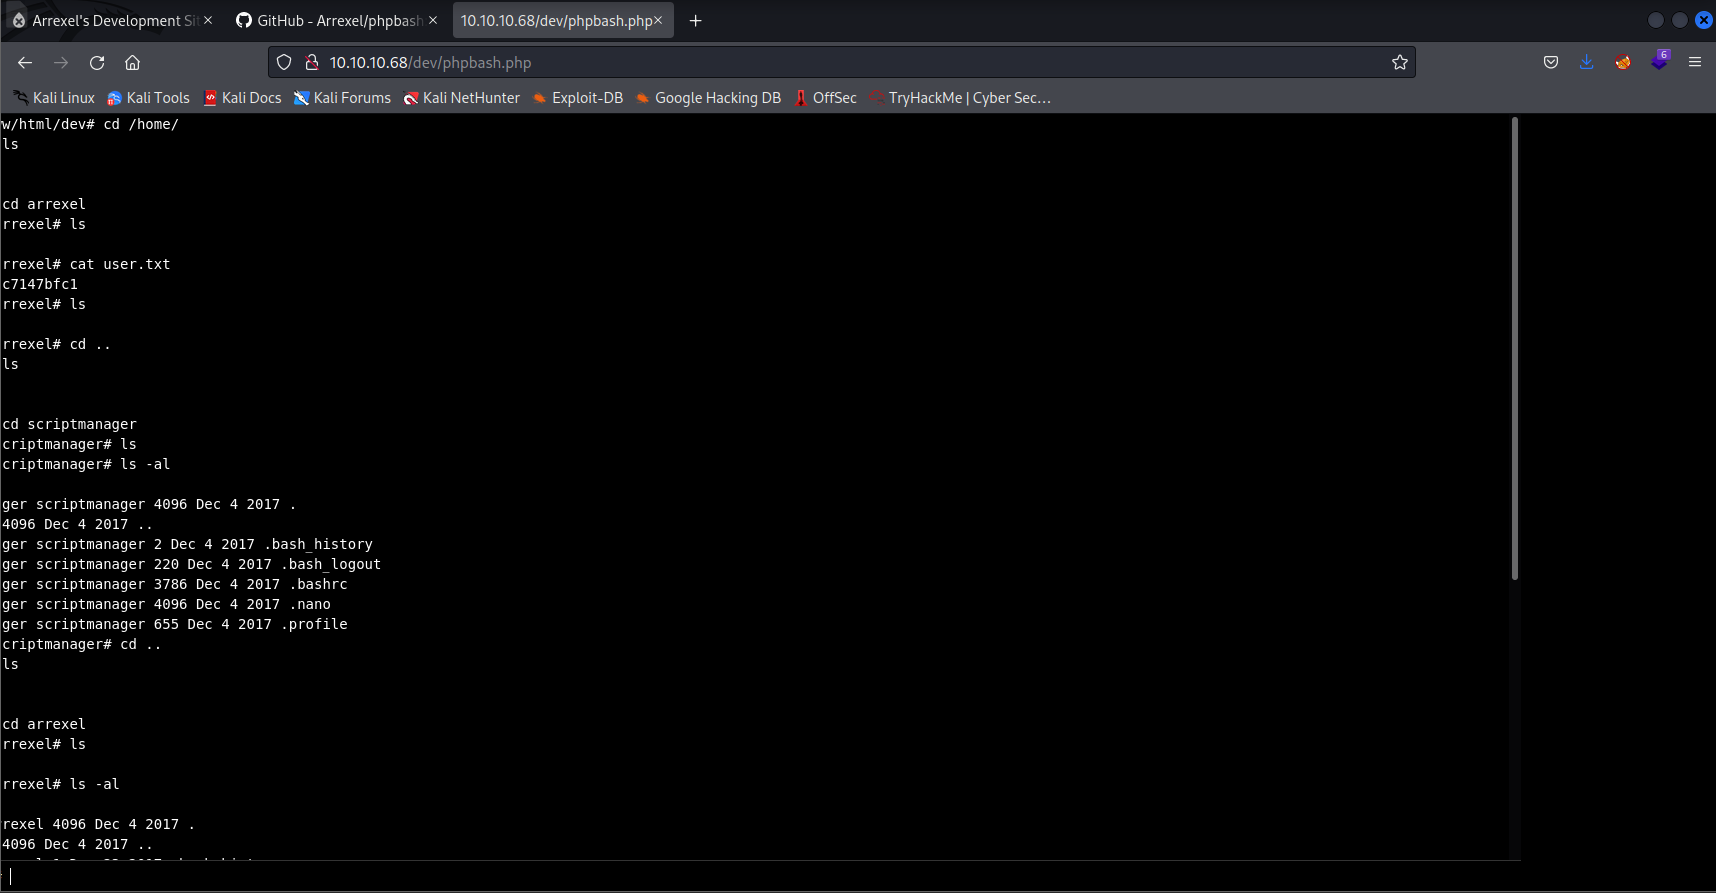 Arrexel's Development Sit
GitHub - Arrexel/phpbash
10.10.10.68/dev/phpbash.php
10.10.10.68/dev/phpbash.php
6
Kali Linux Kali Tools Kali Docs Kali Forums Kali NetHunter Exploit-DB Google Hacking DB OffSec TryHackMe | Cyber Sec…
w/html/dev# cd /home/
ls
cd arrexel
rrexel# ls
rrexel# cat user.txt
c7147bfc1
rrexel# ls
rrexel# cd ..
ls
cd scriptmanager
criptmanager# ls
criptmanager# ls -al
ger scriptmanager 4096 Dec 4 2017 .
4096 Dec 4 2017 ..
ger scriptmanager 2 Dec 4 2017 .bash_history
ger scriptmanager 220 Dec 4 2017 .bash_logout
ger scriptmanager 3786 Dec 4 2017 .bashrc
ger scriptmanager 4096 Dec 4 2017 .nano
ger scriptmanager 655 Dec 4 2017 .profile
criptmanager# cd ..
ls
cd arrexel
rrexel# ls
rrexel# ls -al
rexel 4096 Dec 4 2017 .
4096 Dec 4 2017 ..